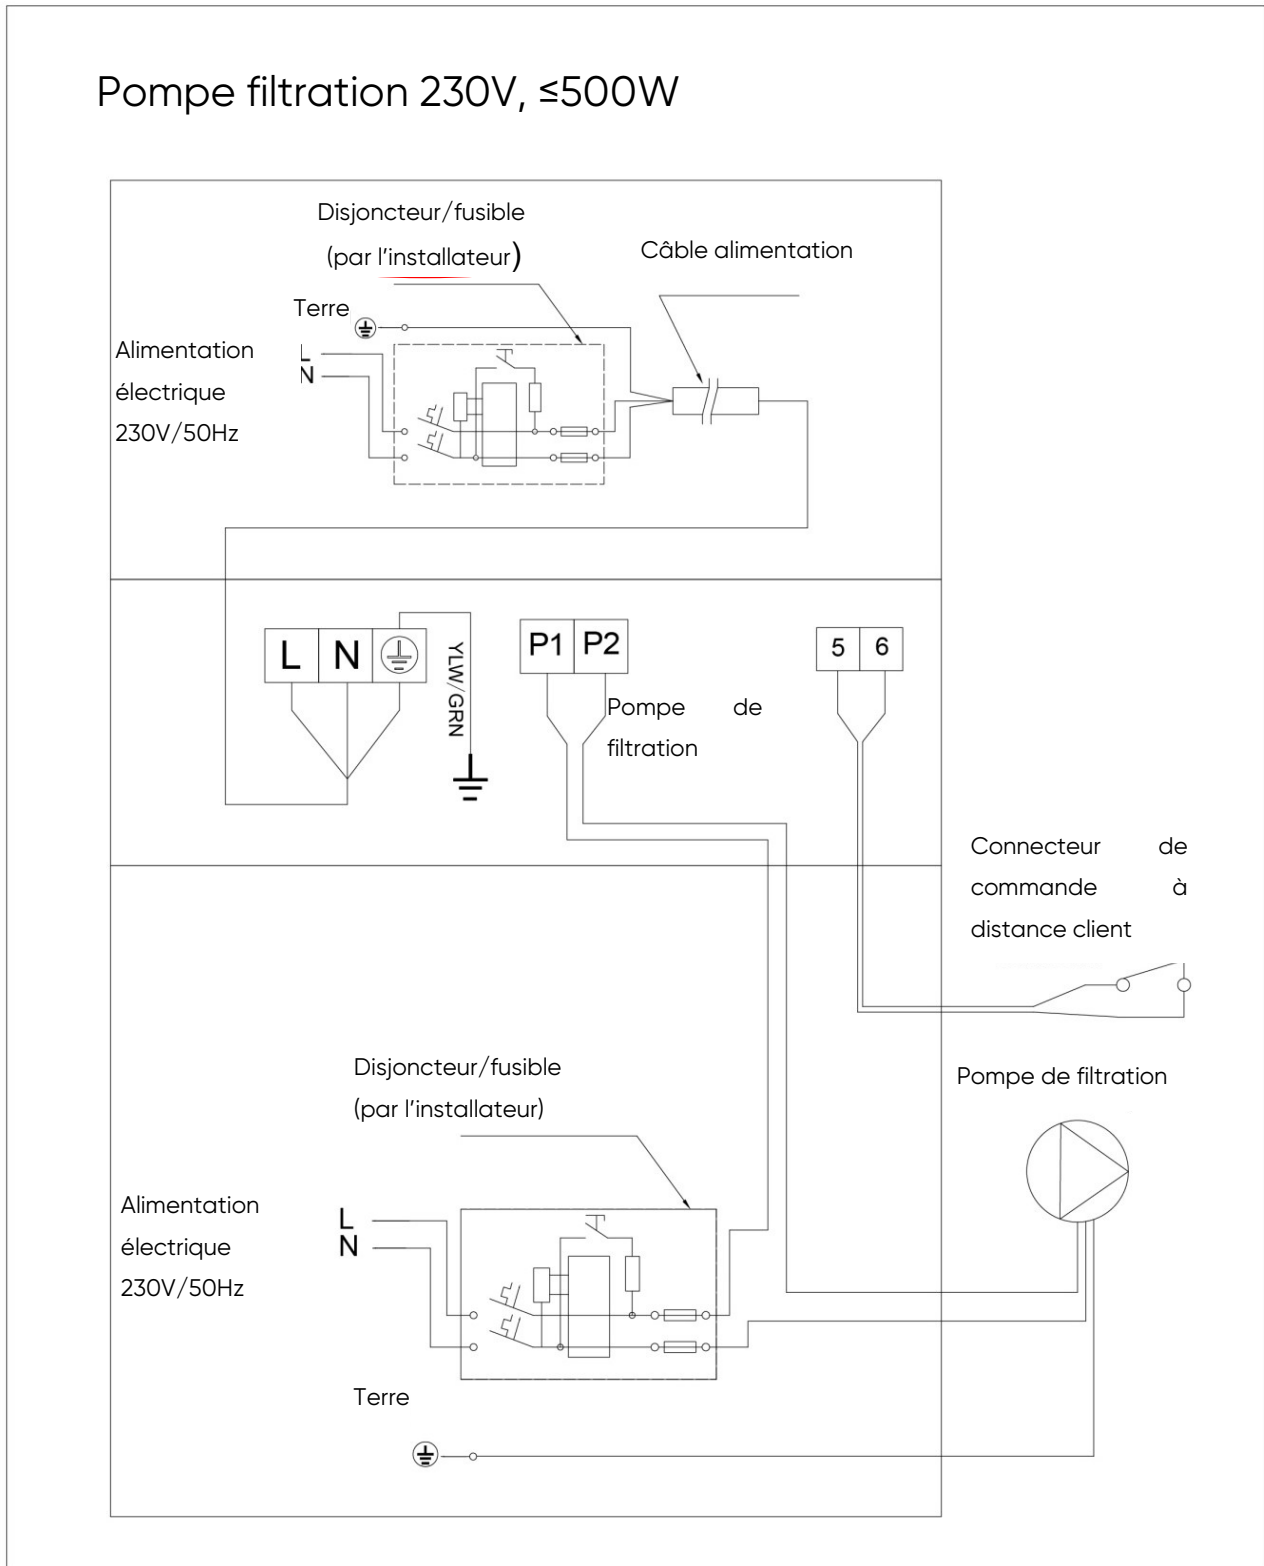 Pompe filtration 230V, ≤500W
Disjoncteur/fusible
(par l'installateur)
Câble alimentation
Terre
Alimentation
électrique
230V/50Hz
L
N
L N
YLW/GRN
P1 P2
5 6
Pompe de
filtration
Connecteur de
commande à
distance client
Disjoncteur/fusible
(par l'installateur)
Pompe de filtration
Alimentation
électrique
230V/50Hz
L
N
Terre